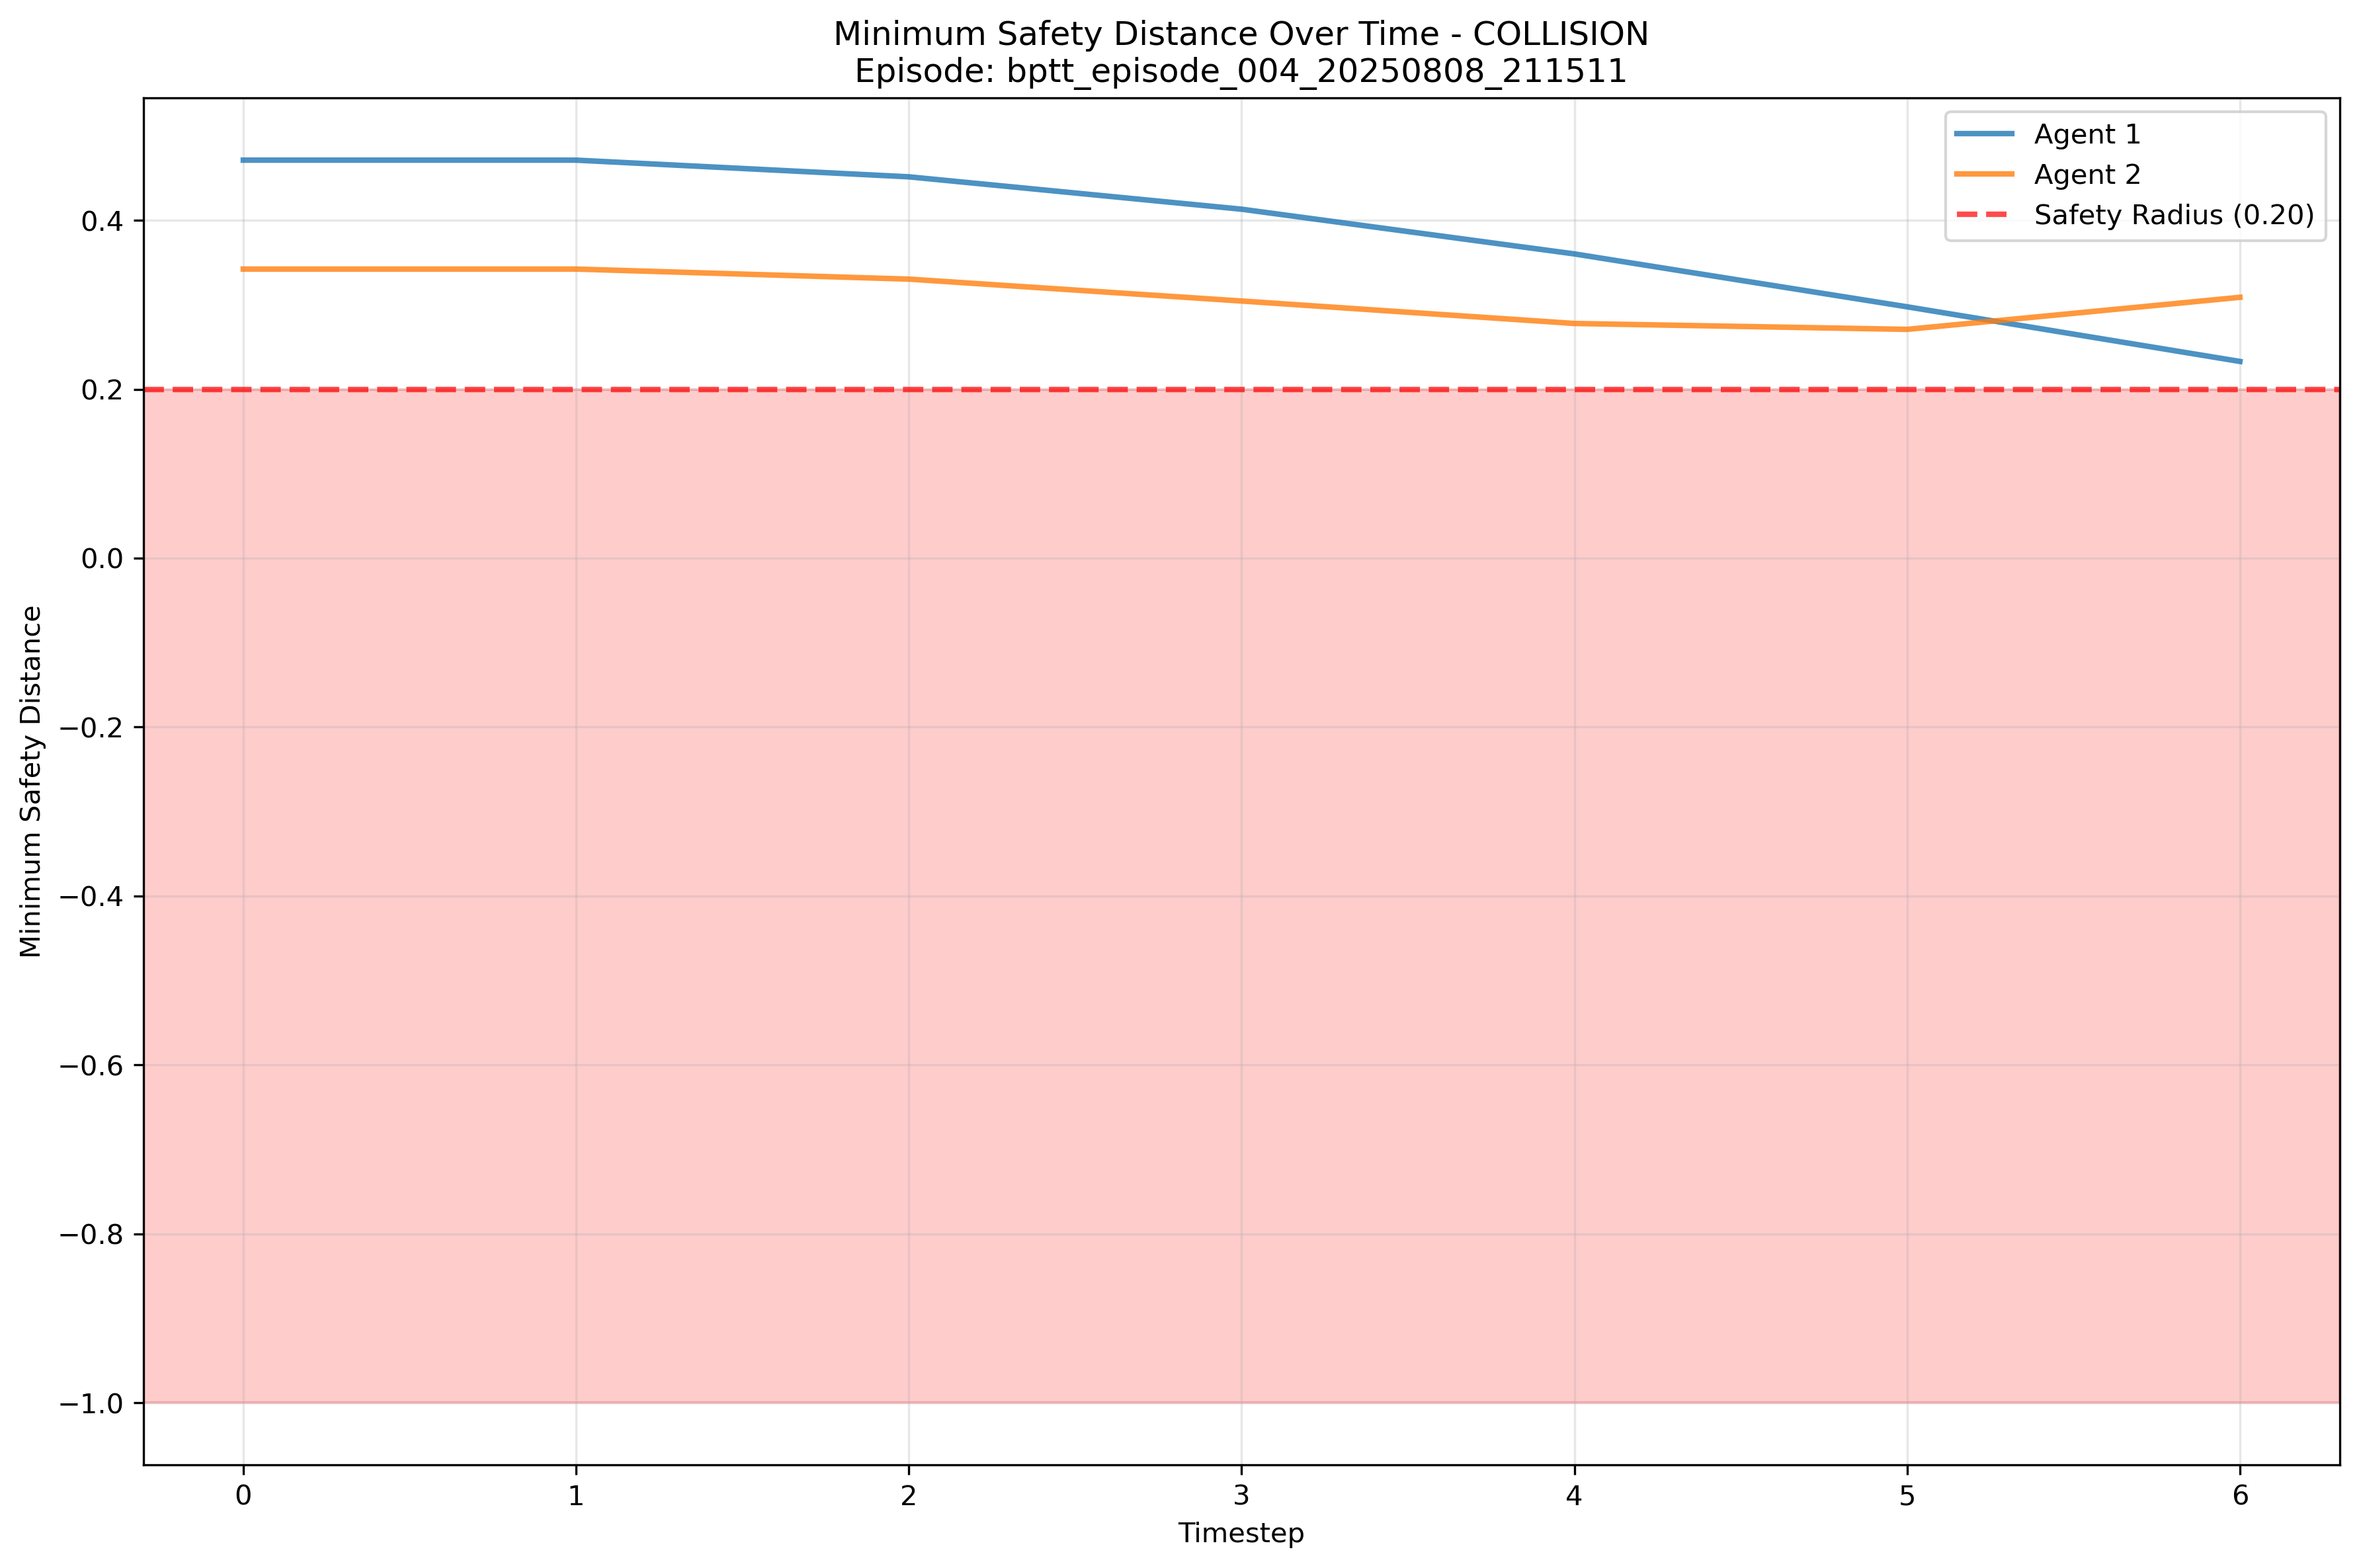 Minimum Safety Distance Over Time - COLLISION
Episode: bptt_episode_004_20250808_211511
Agent 1
Agent 2
Safety Radius (0.20)
Minimum Safety Distance
0.4
0.2
0.0
−0.2
−0.4
−0.6
−0.8
−1.0
0 1 2 3 4 5 6
Timestep